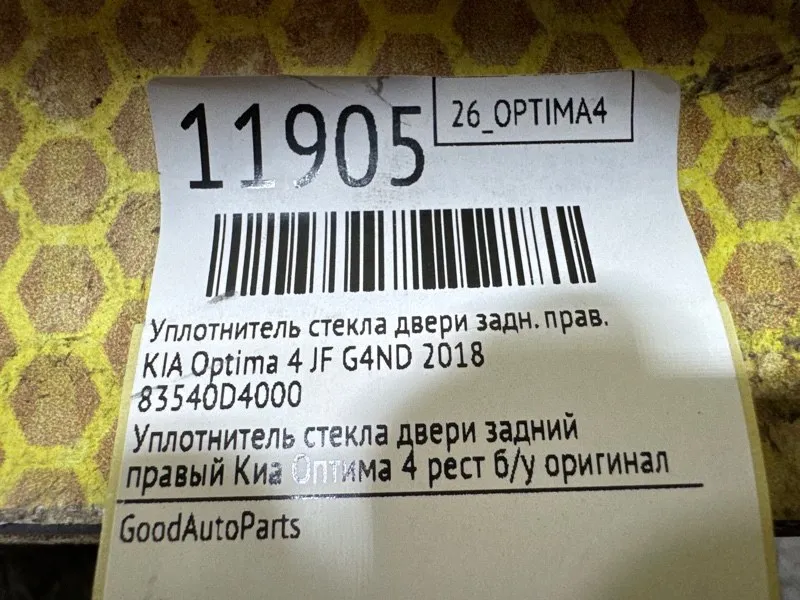 11905
26_OPTIMA4
Уплотнитель стекла двери задн. прав.
KIA Optima 4 JF G4ND 2018
83540D4000
Уплотнитель стекла двери задний
правый Киа Оптима 4 рест б/у оригинал
GoodAutoParts